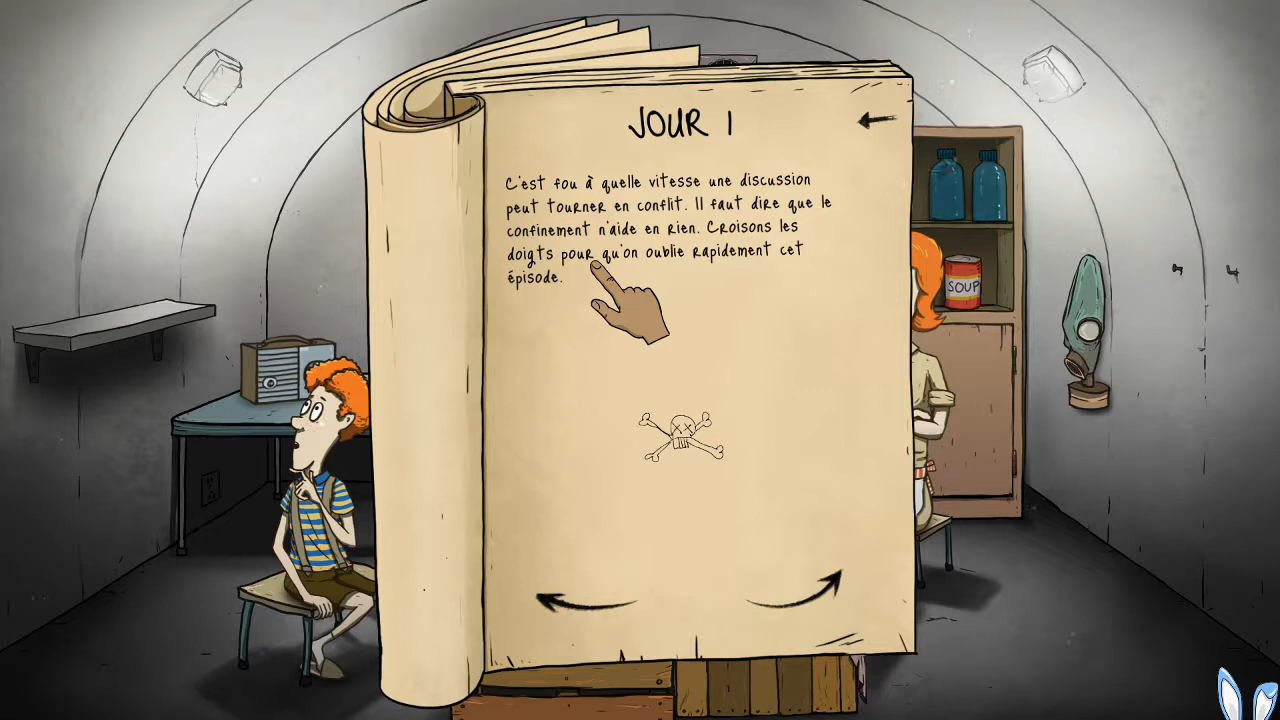 JOUR 1
C'est fou à quelle vitesse une discussion
peut tourner en conflit. Il faut dire que le
confinement n'aide en rien. Croisons les
doigts pour qu'on oublie rapidement cet
épisode.
SOUP